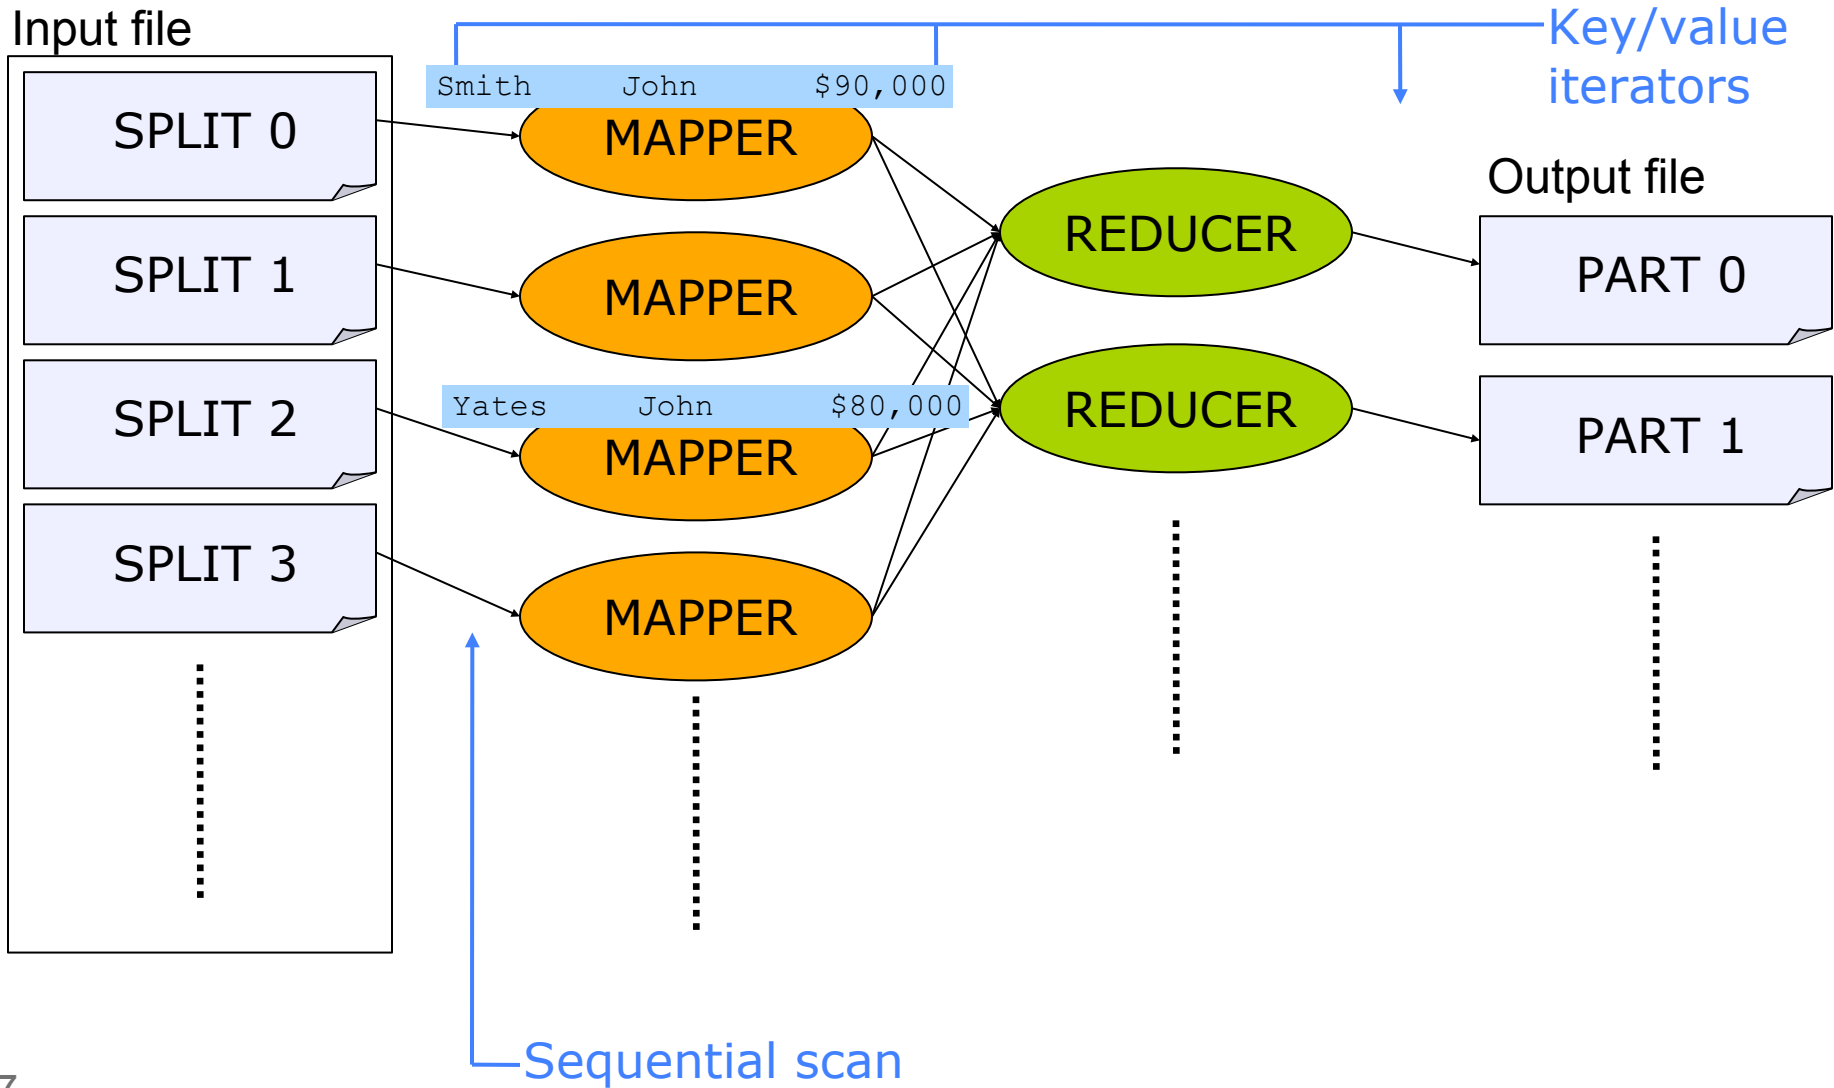 Input file
Key/value
iterators
Smith John $90,000
SPLIT 0
MAPPER
Output file
REDUCER
SPLIT 1
MAPPER
PART 0
Yates John $80,000
SPLIT 2
MAPPER
REDUCER
PART 1
SPLIT 3
MAPPER
Sequential scan